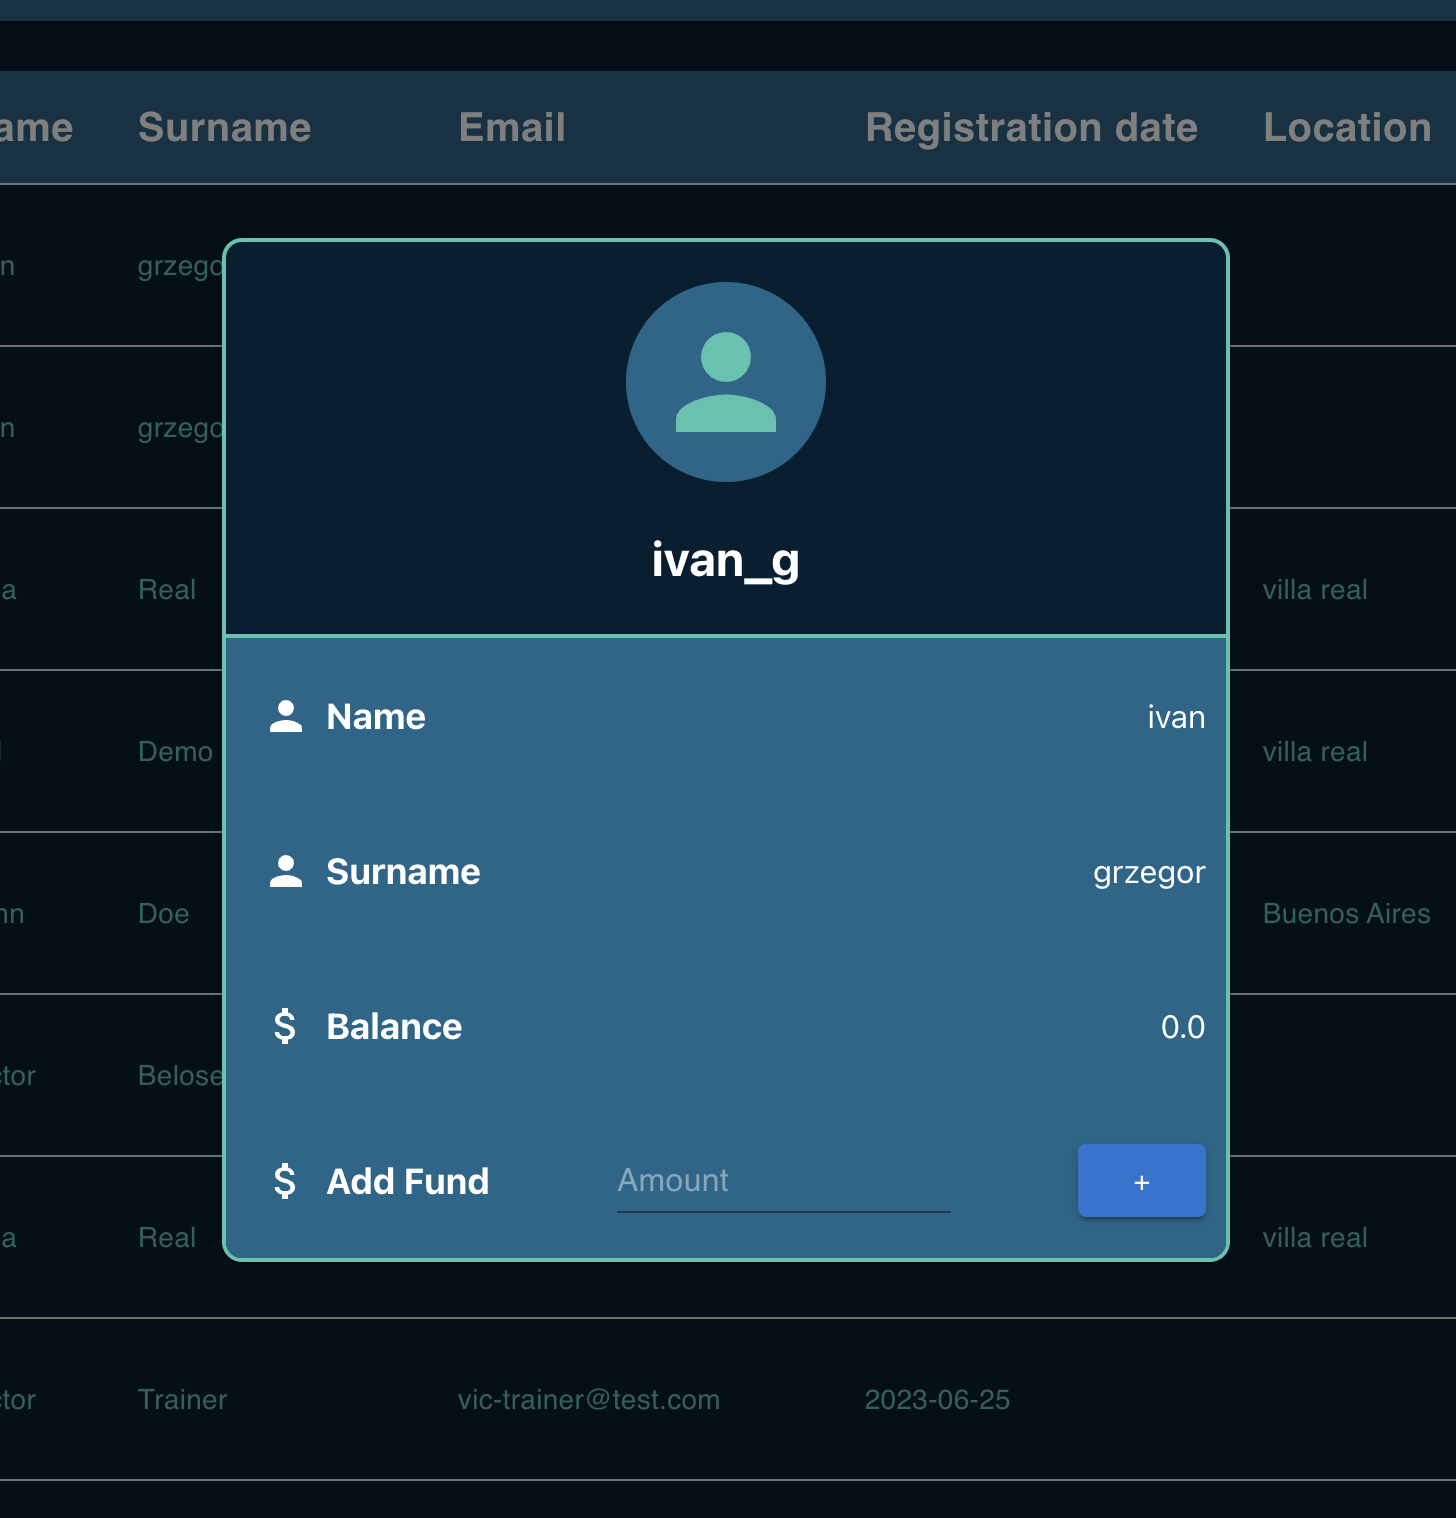 ame Surname Email Registration date Location
n grzego
n grzego
a Real villa real
Demo villa real
nn Doe Buenos Aires
tor Belose
a Real villa real
tor Trainer vic-trainer@test.com 2023-06-25
ivan_g
Name ivan
Surname grzegor
$ Balance 0.0
$ Add Fund Amount +